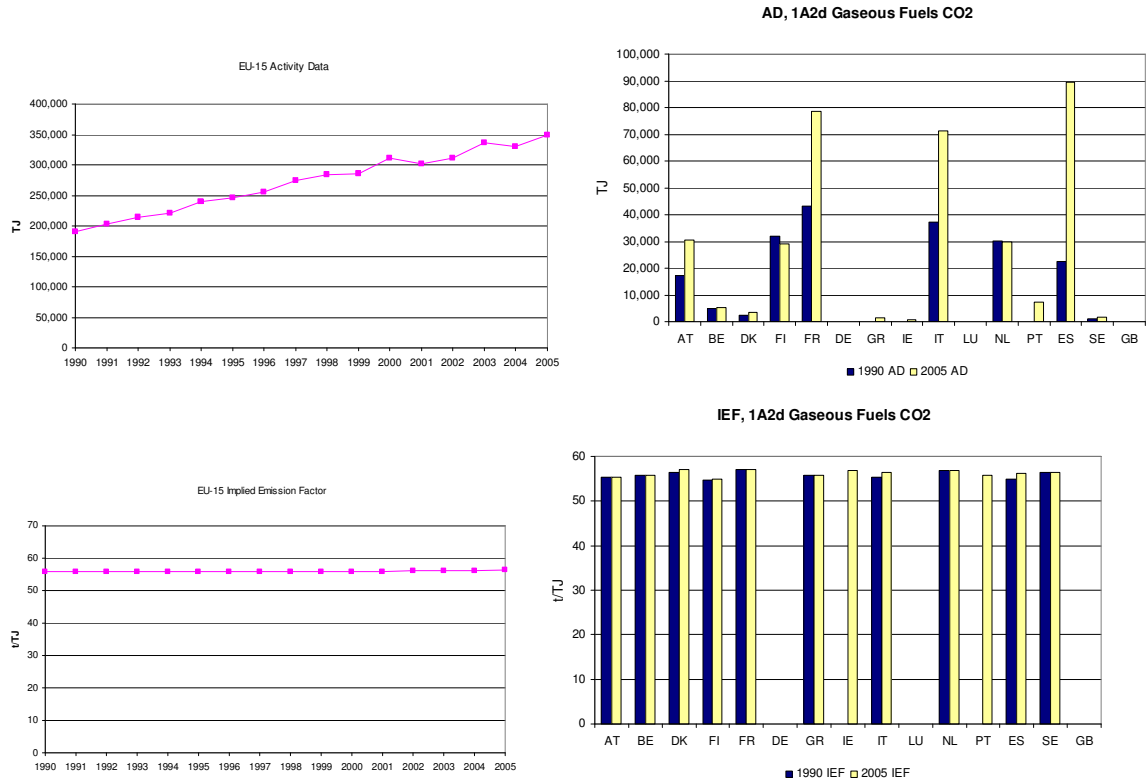 EU-15 Activity Data
400,000
350,000
300,000
250,000
200,000
150,000
100,000
50,000
0
TJ
1990 1991 1992 1993 1994 1995 1996 1997 1998 1999 2000 2001 2002 2003 2004 2005
AD, 1A2d Gaseous Fuels CO2
100,000
90,000
80,000
70,000
60,000
50,000
40,000
30,000
20,000
10,000
0
TJ
AT BE DK FI FR DE GR IE IT LU NL PT ES SE GB
1990 AD 2005 AD
EU-15 Implied Emission Factor
70
60
50
40
30
20
10
0
t/TJ
1990 1991 1992 1993 1994 1995 1996 1997 1998 1999 2000 2001 2002 2003 2004 2005
IEF, 1A2d Gaseous Fuels CO2
60
50
40
30
20
10
0
t/TJ
AT BE DK FI FR DE GR IE IT LU NL PT ES SE GB
1990 IEF 2005 IEF